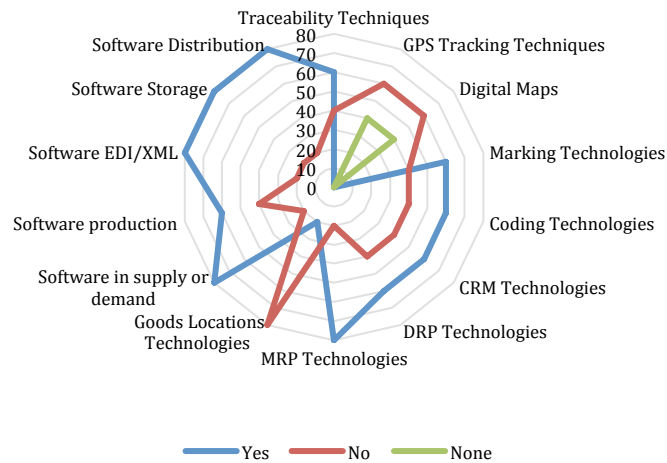 Traceability Techniques
80
70
60
50
40
30
20
10
0
GPS Tracking Techniques
Digital Maps
Marking Technologies
Coding Technologies
CRM Technologies
DRP Technologies
MRP Technologies
Goods Locations
Technologies
Software in supply or
demand
Software production
Software EDI/XML
Software Storage
Software Distribution
Yes
No
None